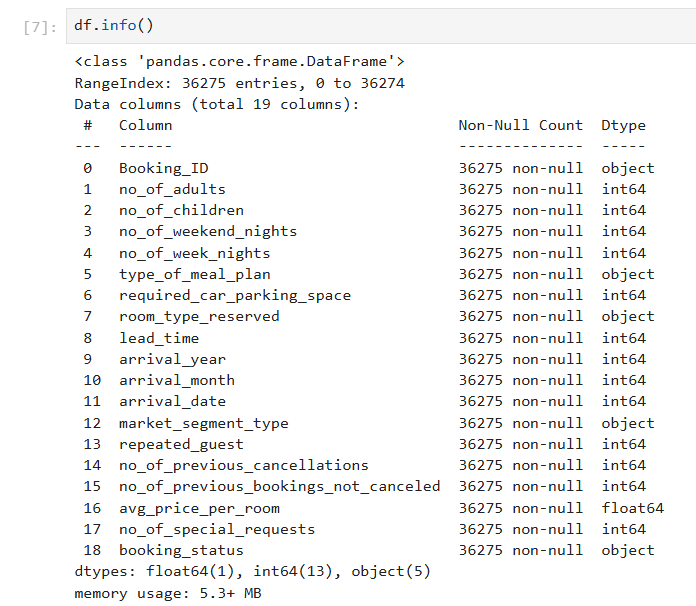 [7]: df.info()
<class 'pandas.core.frame.DataFrame'>
RangeIndex: 36275 entries, 0 to 36274
Data columns (total 19 columns):
 #   Column                                Non-Null Count  Dtype
---  ------                                --------------  -----
 0   Booking_ID                            36275 non-null  object
 1   no_of_adults                          36275 non-null  int64
 2   no_of_children                        36275 non-null  int64
 3   no_of_weekend_nights                  36275 non-null  int64
 4   no_of_week_nights                     36275 non-null  int64
 5   type_of_meal_plan                     36275 non-null  object
 6   required_car_parking_space            36275 non-null  int64
 7   room_type_reserved                    36275 non-null  object
 8   lead_time                             36275 non-null  int64
 9   arrival_year                          36275 non-null  int64
 10  arrival_month                         36275 non-null  int64
 11  arrival_date                          36275 non-null  int64
 12  market_segment_type                   36275 non-null  object
 13  repeated_guest                        36275 non-null  int64
 14  no_of_previous_cancellations          36275 non-null  int64
 15  no_of_previous_bookings_not_canceled  36275 non-null  int64
 16  avg_price_per_room                    36275 non-null  float64
 17  no_of_special_requests                36275 non-null  int64
 18  booking_status                        36275 non-null  object
dtypes: float64(1), int64(13), object(5)
memory usage: 5.3+ MB